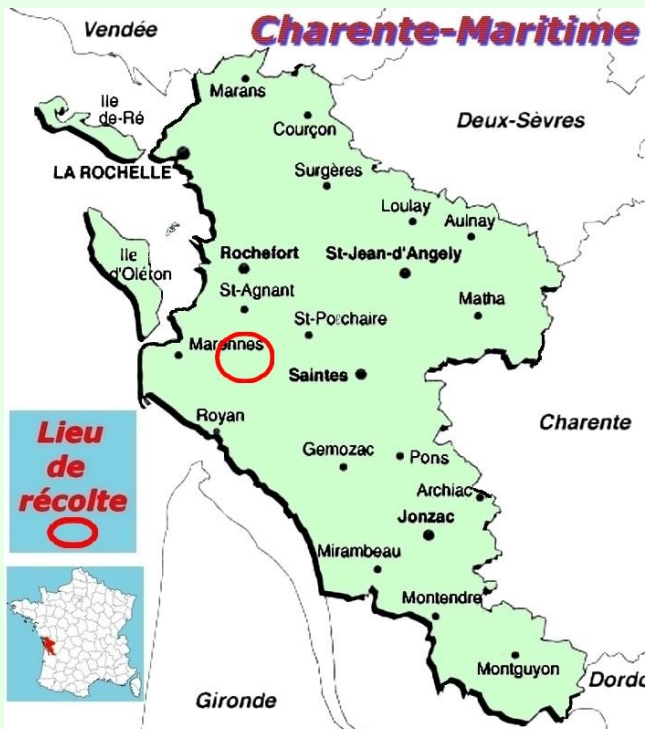 Vendée
Charente-Maritime
Marans
Ile
de-Ré
Courçon
Deux-Sèvres
LA ROCHELLE
Surgères
Loulay
Aulnay
Ile
d'Oléron
Rochefort
St-Jean-d'Angely
St-Agnant
Matha
St-Porchaire
Marennes
Saintes
Royan
Charente
Lieu
de
récolte
Gemozac
Pons
Archiac
Jonzac
Mirambeau
Montendre
Montguyon
Dordo
Gironde